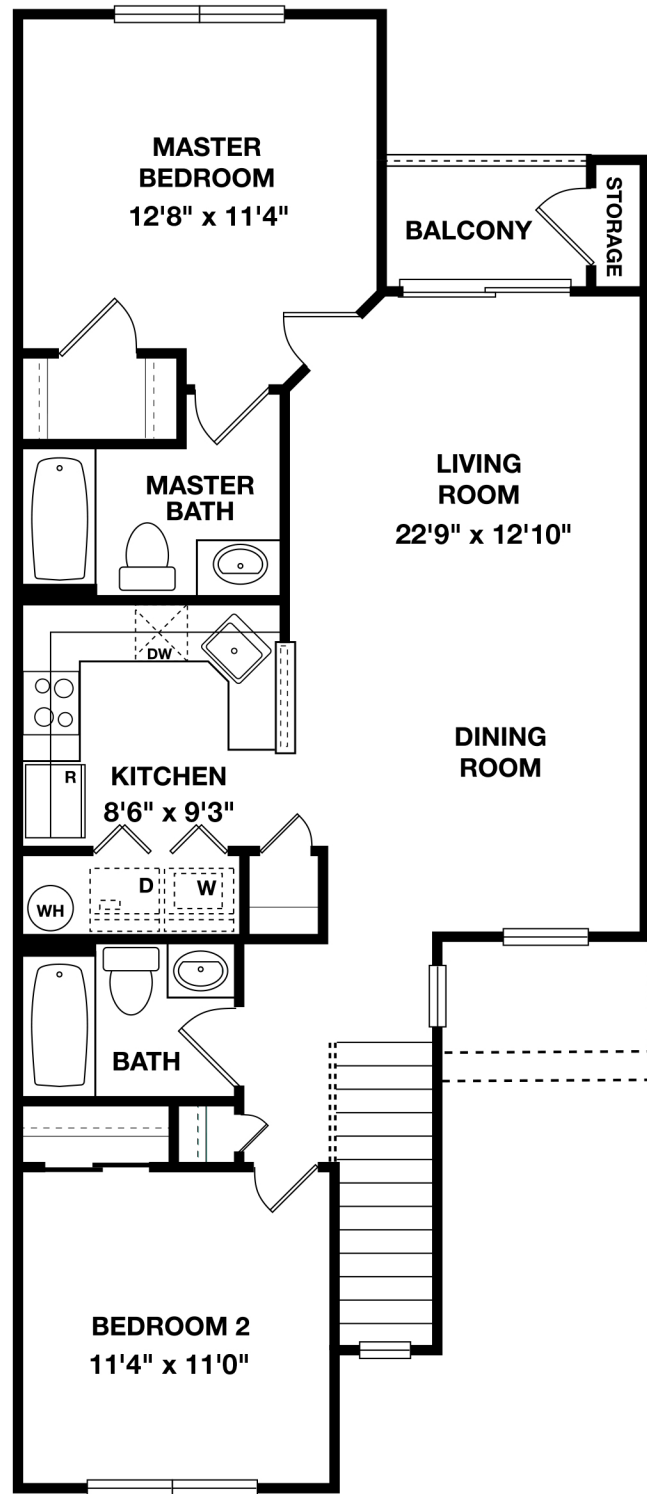 MASTER
BEDROOM
12'8" x 11'4"
BALCONY
STORAGE
MASTER
BATH
LIVING
ROOM
22'9" x 12'10"
DW
R
KITCHEN
8'6" x 9'3"
DINING
ROOM
WH
D
W
BATH
BEDROOM 2
11'4" x 11'0"